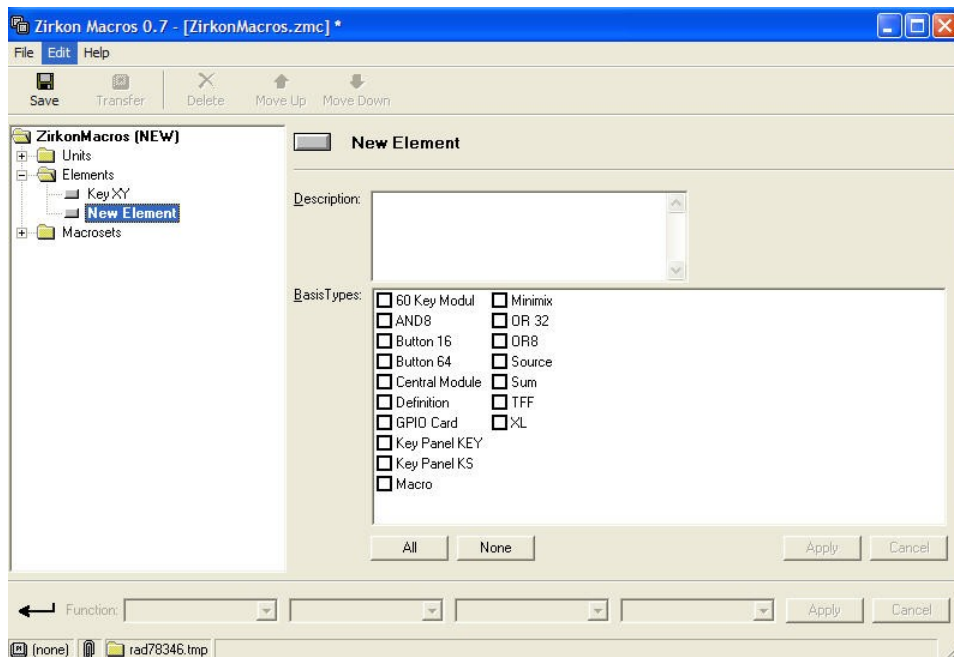 Zirkon Macros 0.7 - [ZirkonMacros.zmc] *
File Edit Help
Save Transfer Delete Move Up Move Down
ZirkonMacros (NEW)
Units
Elements
Key XY
New Element
Macrosets
New Element
Description:
BasisTypes:
60 Key Modul Minimix
AND8 OR 32
Button 16 OR8
Button 64 Source
Central Module Sum
Definition TFF
GPIO Card XL
Key Panel KEY
Key Panel KS
Macro
All None Apply Cancel
Function: Apply Cancel
(none) rad78346.tmp